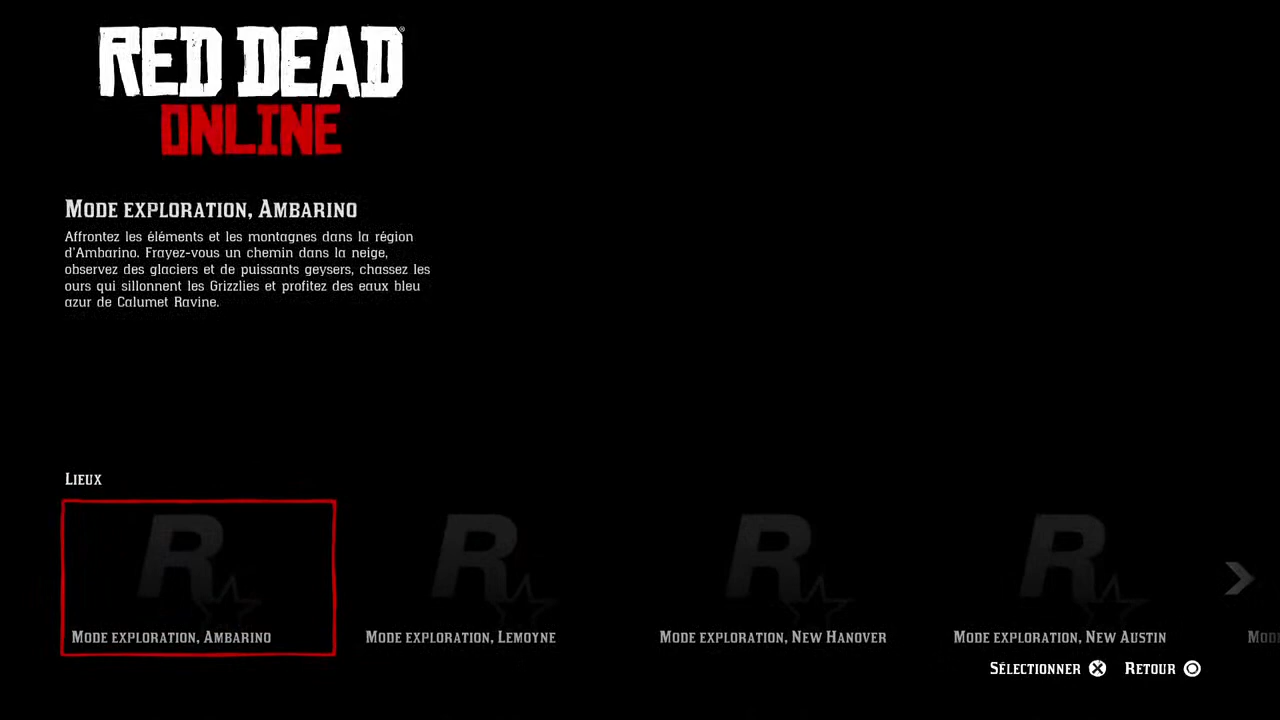 RED DEAD
ONLINE
Mode exploration, Ambarino
Affrontez les éléments et les montagnes dans la région
d'Ambarino. Frayez-vous un chemin dans la neige,
observez des glaciers et de puissants geysers, chassez les
ours qui sillonnent les Grizzlies et profitez des eaux bleu
azur de Calumet Ravine.
Lieux
Mode exploration, Ambarino
Mode exploration, Lemoyne
Mode exploration, New Hanover
Mode exploration, New Austin
Sélectionner
Retour